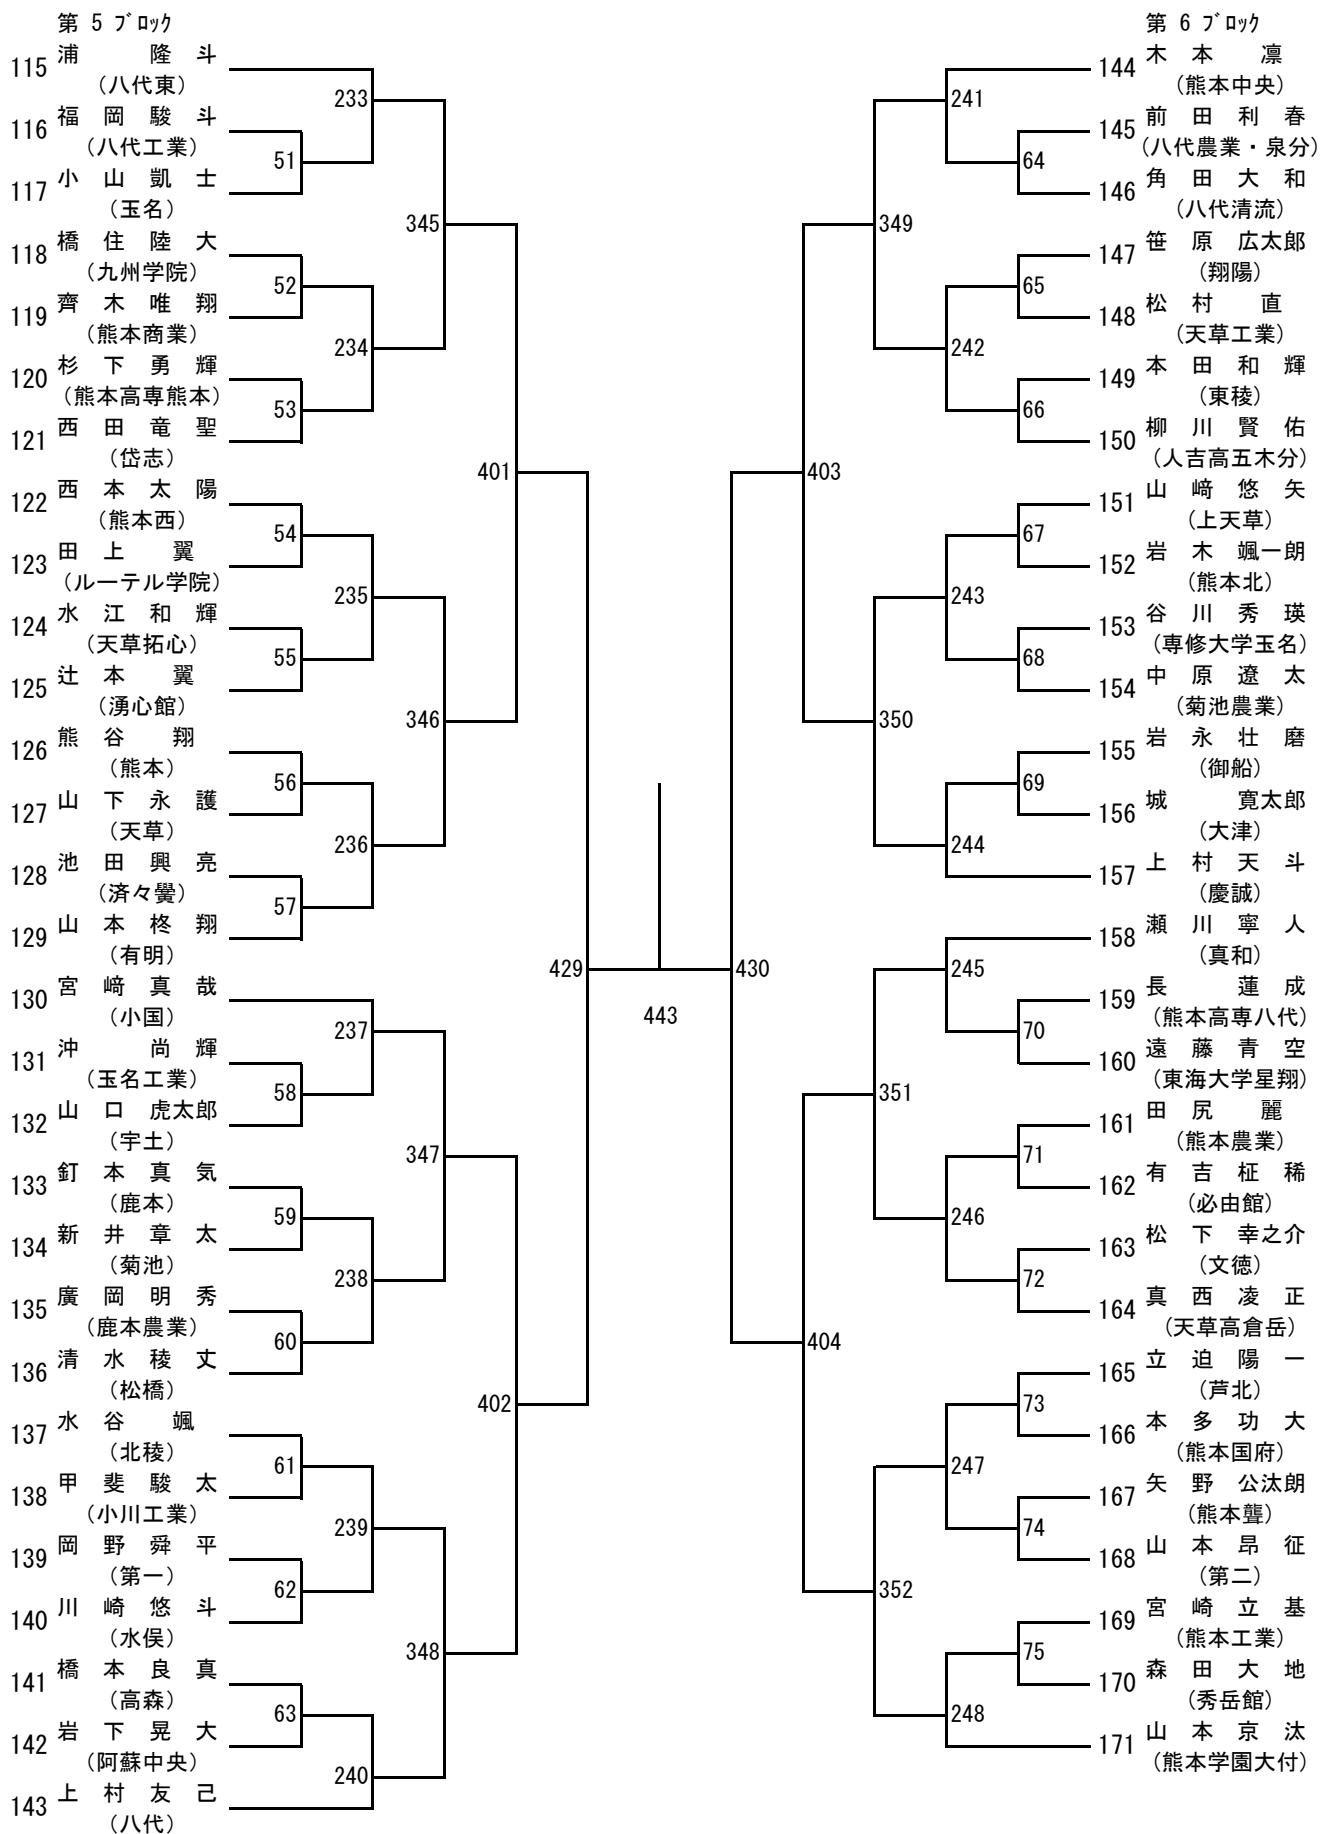 第 5 ブロック
115 浦 隆 斗
(八代東)
116 福 岡 駿 斗
(八代工業)
117 小 山 凱 士
(玉名)
118 橋 住 陸 大
(九州学院)
119 齊 木 唯 翔
(熊本商業)
120 杉 下 勇 輝
(熊本高専熊本)
121 西 田 竜 聖
(岱志)
122 西 本 太 陽
(熊本西)
123 田 上 翼
(ルーテル学院)
124 水 江 和 輝
(天草拓心)
125 辻 本 翼
(湧心館)
126 熊 谷 翔
(熊本)
127 山 下 永 護
(天草)
128 池 田 興 亮
(済々黌)
129 山 本 柊 翔
(有明)
130 宮 﨑 真 哉
(小国)
131 沖 尚 輝
(玉名工業)
132 山 口 虎太郎
(宇土)
133 釘 本 真 気
(鹿本)
134 新 井 章 太
(菊池)
135 廣 岡 明 秀
(鹿本農業)
136 清 水 稜 丈
(松橋)
137 水 谷 颯
(北稜)
138 甲 斐 駿 太
(小川工業)
139 岡 野 舜 平
(第一)
140 川 崎 悠 斗
(水俣)
141 橋 本 良 真
(高森)
142 岩 下 晃 大
(阿蘇中央)
143 上 村 友 己
(八代)
51
52
53
54
55
56
57
58
59
60
61
62
63
233
234
235
236
237
238
239
240
345
346
347
348
401
402
429
443
430
403
404
349
350
351
352
241
242
243
244
245
246
247
248
64
65
66
67
68
69
70
71
72
73
74
75
第 6 ブロック
144 木 本 凛
(熊本中央)
145 前 田 利 春
(八代農業・泉分)
146 角 田 大 和
(八代清流)
147 笹 原 広太郎
(翔陽)
148 松 村 直
(天草工業)
149 本 田 和 輝
(東稜)
150 柳 川 賢 佑
(人吉高五木分)
151 山 﨑 悠 矢
(上天草)
152 岩 木 颯一朗
(熊本北)
153 谷 川 秀 瑛
(専修大学玉名)
154 中 原 遼 太
(菊池農業)
155 岩 永 壮 磨
(御船)
156 城 寛太郎
(大津)
157 上 村 天 斗
(慶誠)
158 瀬 川 寧 人
(真和)
159 長 蓮 成
(熊本高専八代)
160 遠 藤 青 空
(東海大学星翔)
161 田 尻 麗
(熊本農業)
162 有 吉 柾 稀
(必由館)
163 松 下 幸之介
(文徳)
164 真 西 凌 正
(天草高倉岳)
165 立 迫 陽 一
(芦北)
166 本 多 功 大
(熊本国府)
167 矢 野 公汰朗
(熊本聾)
168 山 本 昂 征
(第二)
169 宮 崎 立 基
(熊本工業)
170 森 田 大 地
(秀岳館)
171 山 本 京 汰
(熊本学園大付)